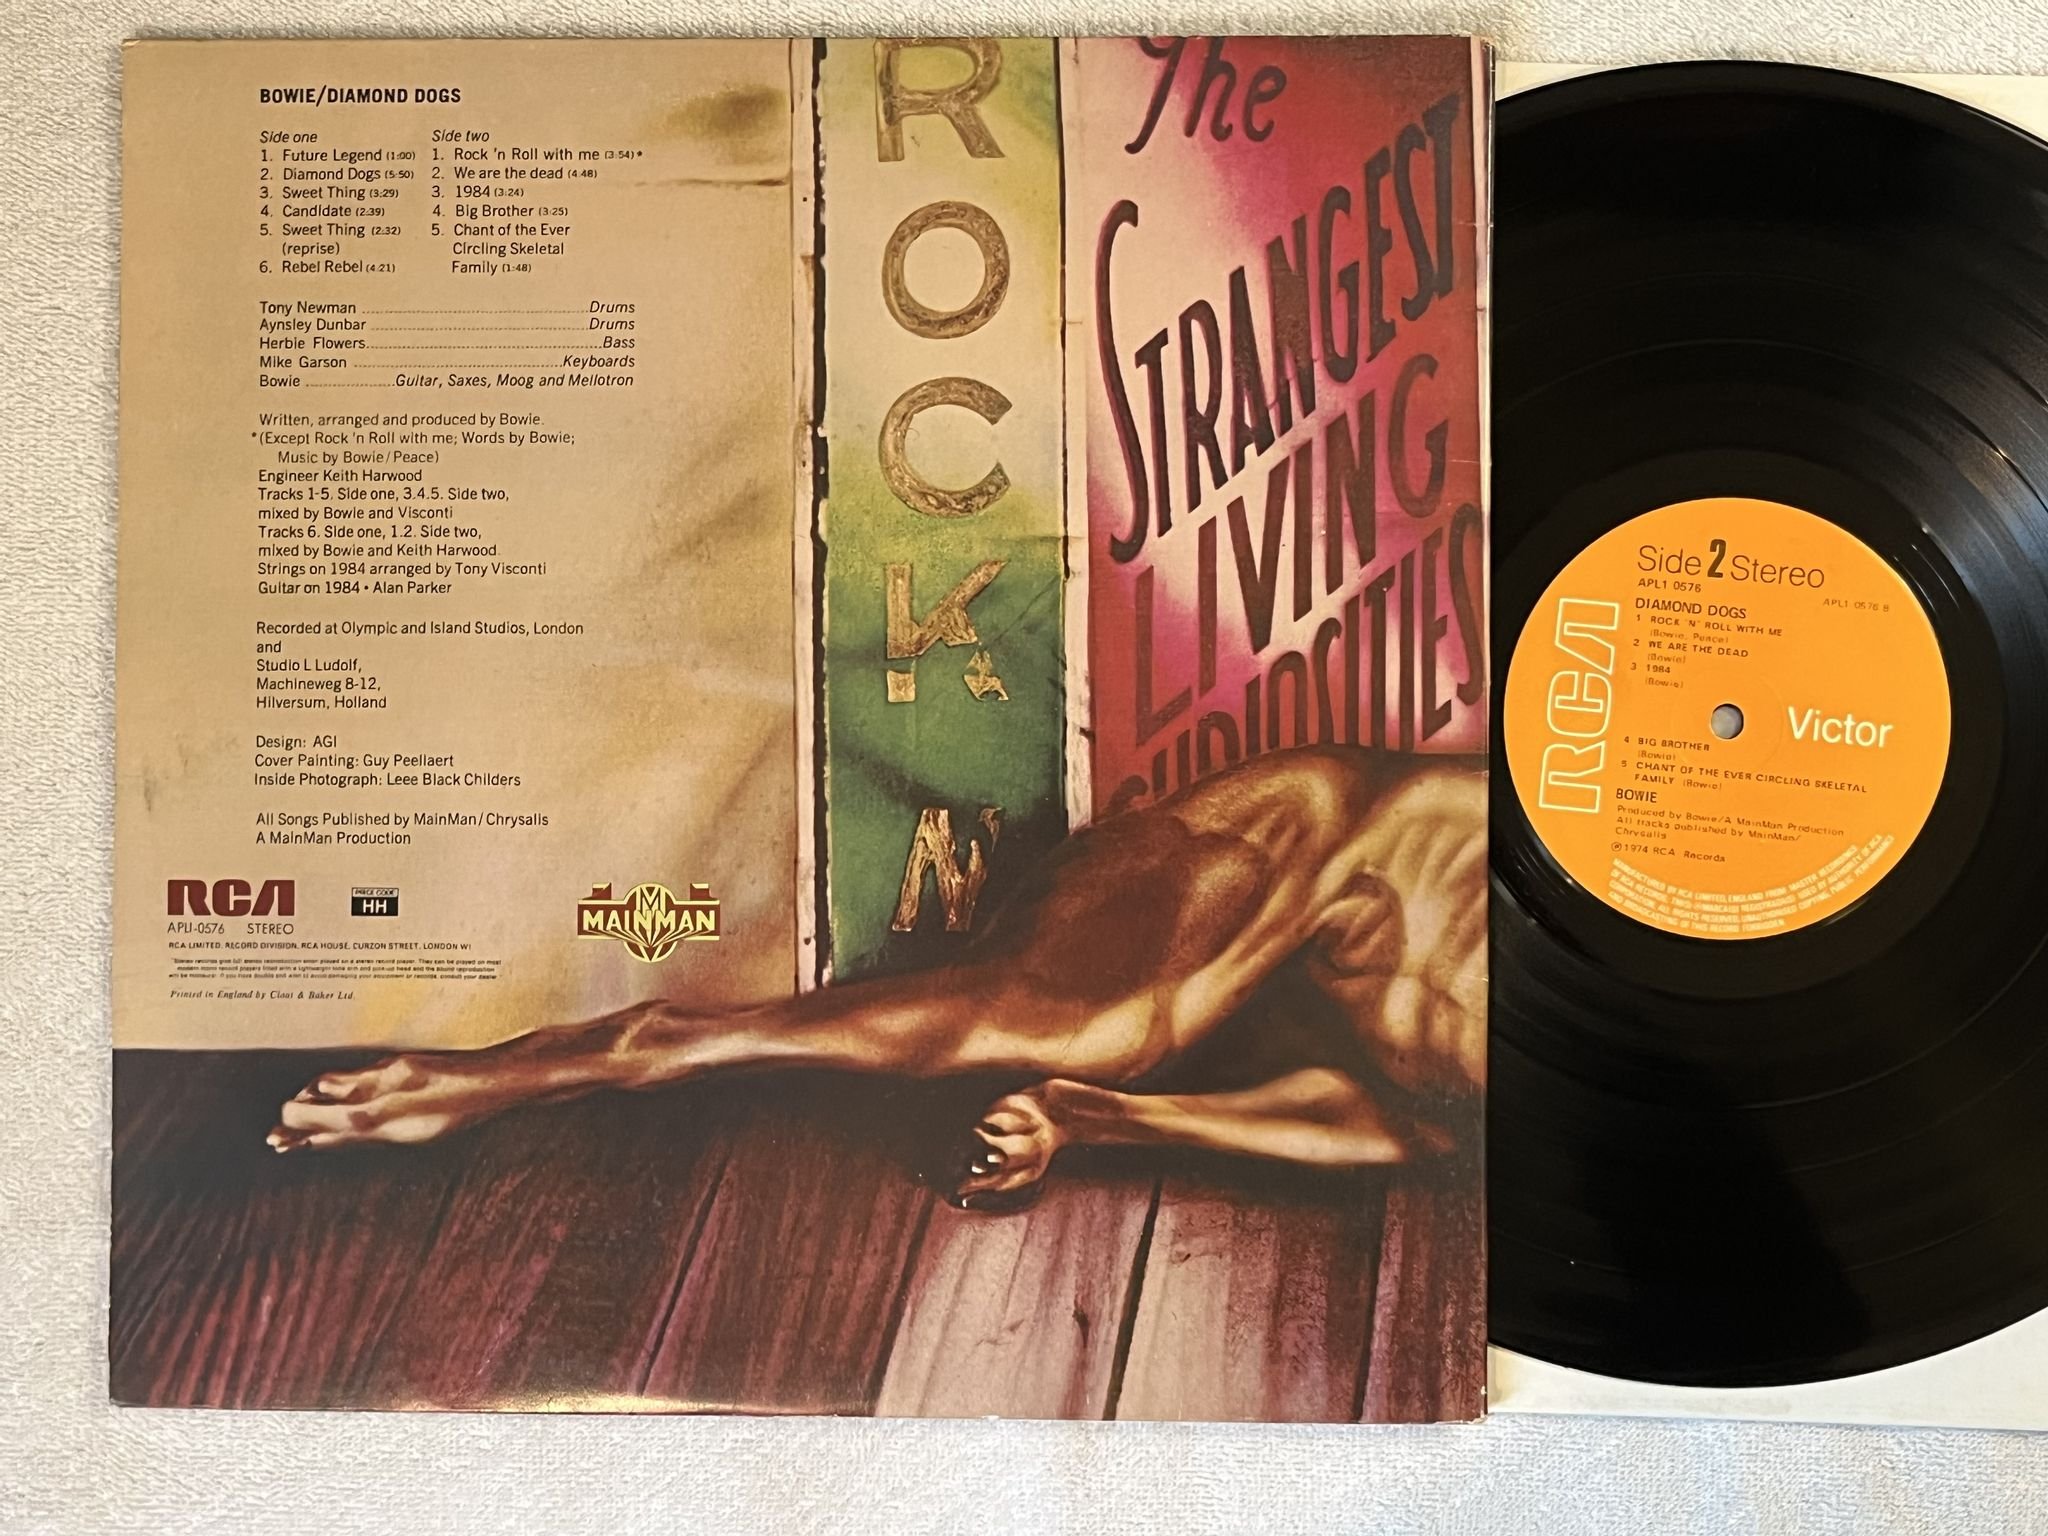 BOWIE/DIAMOND DOGS
Side one
1. Future Legend (1:00)
2. Diamond Dogs (5:50)
3. Sweet Thing (3:29)
4. Candidate (2:39)
5. Sweet Thing (2:32)
(reprise)
6. Rebel Rebel (4:21)
Side two
1. Rock 'n Roll with me (3:54)*
2. We are the dead (4:48)
3. 1984 (3:24)
4. Big Brother (3:25)
5. Chant of the Ever
Circling Skeletal
Family (1:48)
Tony Newman ........ Drums
Aynsley Dunbar ........ Drums
Herbie Flowers ........ Bass
Mike Garson ........ Keyboards
Bowie ........ Guitar, Saxes, Moog and Mellotron
Written, arranged and produced by Bowie.
*(Except Rock 'n Roll with me; Words by Bowie;
Music by Bowie/Peace)
Engineer Keith Harwood
Tracks 1-5. Side one, 3.4.5. Side two,
mixed by Bowie and Visconti
Tracks 6. Side one, 1.2. Side two,
mixed by Bowie and Keith Harwood.
Strings on 1984 arranged by Tony Visconti
Guitar on 1984 • Alan Parker
Recorded at Olympic and Island Studios, London
and
Studio L Ludolf,
Machineweg 8-12,
Hilversum, Holland
Design: AGI
Cover Painting: Guy Peellaert
Inside Photograph: Leee Black Childers
All Songs Published by MainMan/Chrysalis
A MainMan Production
RCA
APLI-0576 STEREO
PRICE CODE
HH
M
MAINMAN
RCA LIMITED. RECORD DIVISION. RCA HOUSE. CURZON STREET. LONDON W1
Printed in England by Clout & Baker Ltd.
ROCK N'
The
STRANGEST
LIVING
CURIOSITIES
Side 2 Stereo
APL1 0576
APL1 0576 B
DIAMOND DOGS
1 ROCK 'N' ROLL WITH ME
(Bowie, Peace)
2 WE ARE THE DEAD
(Bowie)
3 1984
(Bowie)
RCA
Victor
4 BIG BROTHER
(Bowie)
5 CHANT OF THE EVER CIRCLING SKELETAL
FAMILY (Bowie)
BOWIE
Produced by Bowie/A MainMan Production
All tracks published by MainMan/
Chrysalis
℗ 1974 RCA Records